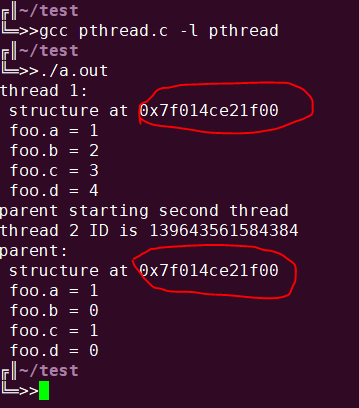 ╔║~/test
╚═>>gcc pthread.c -l pthread
╔║~/test
╚═>>./a.out
thread 1:
 structure at 0x7f014ce21f00
 foo.a = 1
 foo.b = 2
 foo.c = 3
 foo.d = 4
parent starting second thread
thread 2 ID is 139643561584384
parent:
 structure at 0x7f014ce21f00
 foo.a = 1
 foo.b = 0
 foo.c = 1
 foo.d = 0
╔║~/test
╚═>>